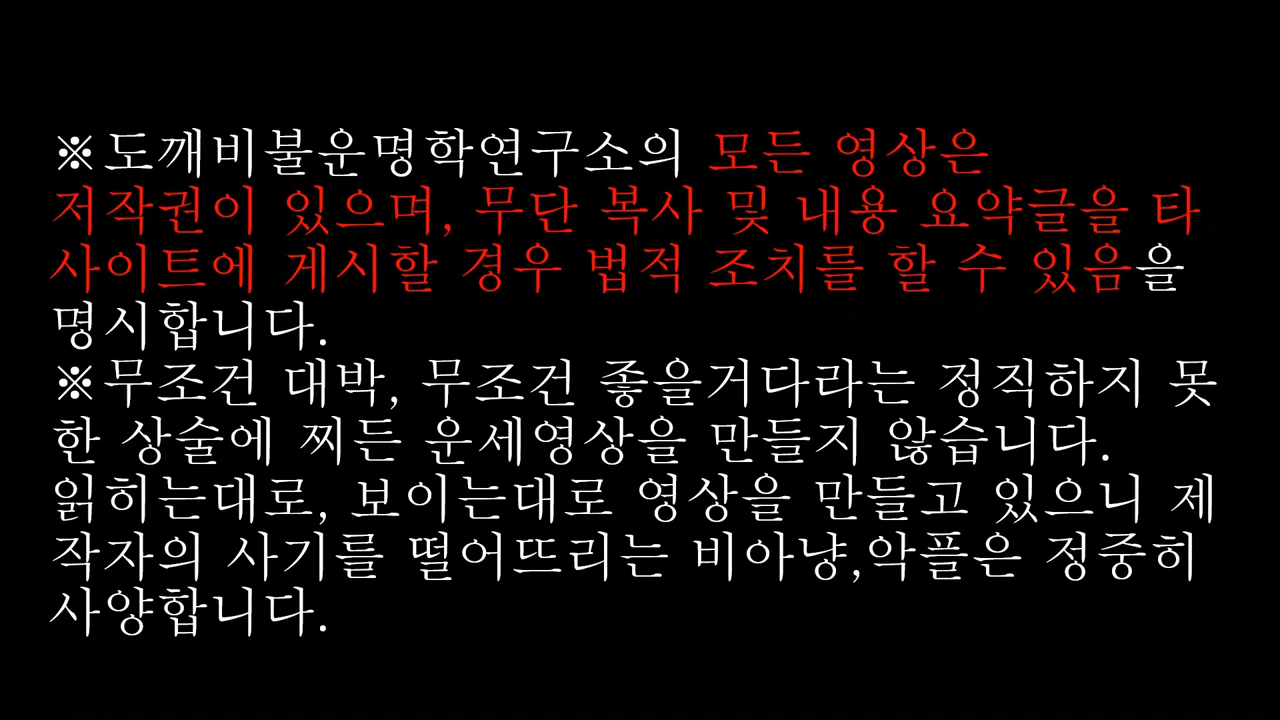 ※도깨비불운명학연구소의 모든 영상은
저작권이 있으며, 무단 복사 및 내용 요약글을 타
사이트에 게시할 경우 법적 조치를 할 수 있음을
명시합니다.
※무조건 대박, 무조건 좋을거다라는 정직하지 못
한 상술에 찌든 운세영상을 만들지 않습니다.
읽히는대로, 보이는대로 영상을 만들고 있으니 제
작자의 사기를 떨어뜨리는 비아냥,악플은 정중히
사양합니다.